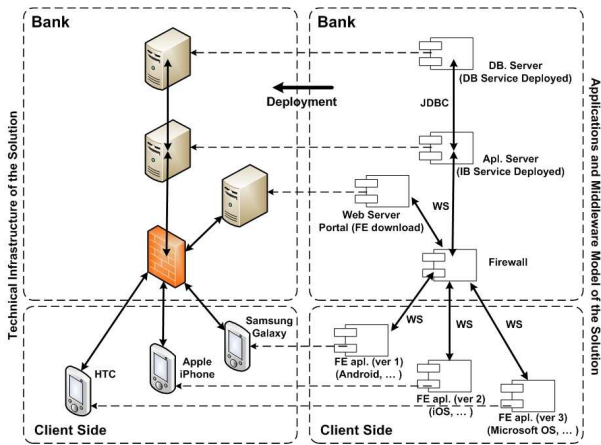 Bank
Bank
DB. Server
(DB Service Deployed)
Deployment
JDBC
Apl. Server
(IB Service Deployed)
WS
Web Server
Portal (FE download)
Firewall
Technical Infrastructure of the Solution
Applications and Middleware Model of the Solution
Samsung
Galaxy
Apple
iPhone
HTC
WS
WS
WS
FE apl. (ver 1)
(Android, ... )
FE apl. (ver 2)
(iOS, ... )
FE apl. (ver 3)
(Microsoft OS, ... )
Client Side
Client Side